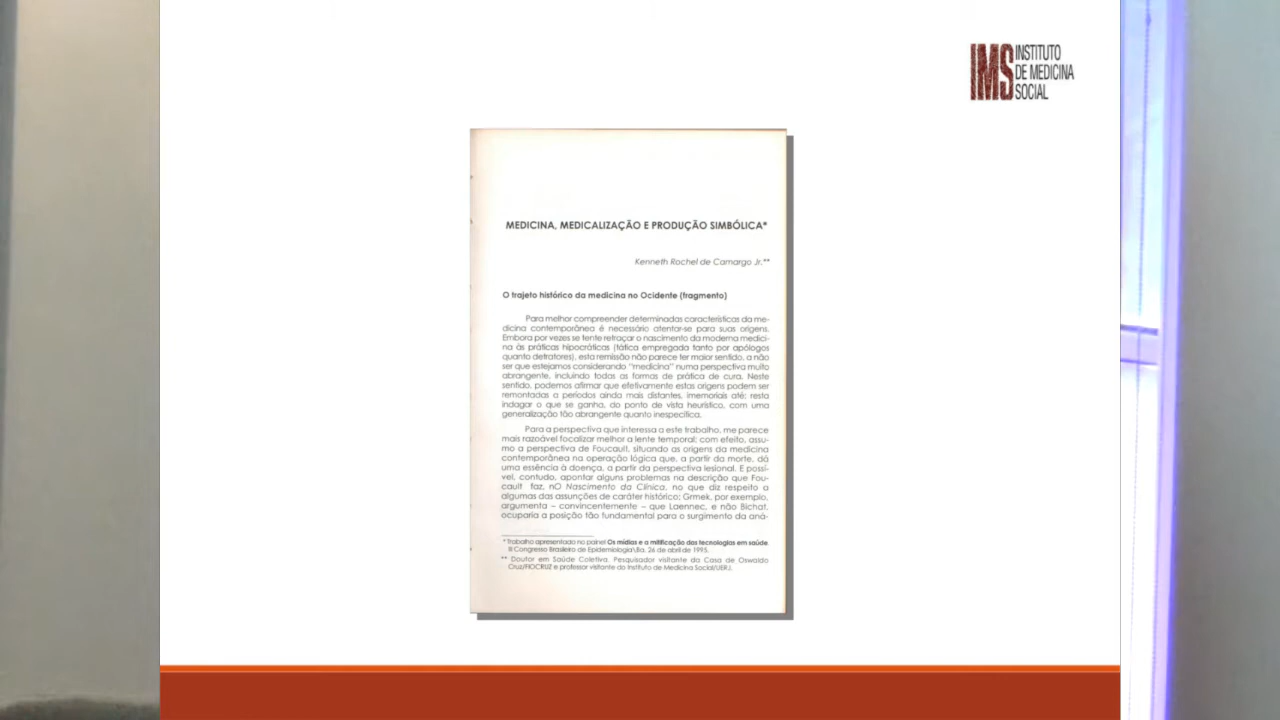 IMS INSTITUTO
DE MEDICINA
SOCIAL
MEDICINA, MEDICALIZAÇÃO E PRODUÇÃO SIMBÓLICA*
Kenneth Rochel de Camargo Jr.**
O trajeto histórico da medicina no Ocidente (fragmento)
Para melhor compreender determinadas características da me-
dicina contemporânea é necessário atentar-se para suas origens.
Embora por vezes se tente retraçar o nascimento da moderna medici-
na às práticas hipocráticas (tática empregada tanto por apólogos
quanto detratores), esta remissão não parece ter maior sentido, a não
ser que estejamos considerando "medicina" numa perspectiva muito
abrangente, incluindo todas as formas de prática de cura. Neste
sentido, podemos afirmar que efetivamente estas origens podem ser
remontadas a períodos ainda mais distantes, imemoriais até; resta
indagar o que se ganha, do ponto de vista heurístico, com uma
generalização tão abrangente quanto inespecífica.
Para a perspectiva que interessa a este trabalho, me parece
mais razoável focalizar melhor a lente temporal; com efeito, assu-
mo a perspectiva de Foucault, situando as origens da medicina
contemporânea na operação lógica que, a partir da morte, dá
uma essência à doença, a partir da perspectiva lesional. É possí-
vel, contudo, apontar alguns problemas na descrição que Fou-
cault faz, nO Nascimento da Clínica, no que diz respeito a
algumas das assunções de caráter histórico; Grmek, por exemplo,
argumenta – convincentemente – que Laennec, e não Bichat,
ocuparia a posição tão fundamental para o surgimento da aná-
* Trabalho apresentado no painel Os mídias e a mitificação das tecnologias em saúde.
III Congresso Brasileiro de Epidemiologia\Ba, 26 de abril de 1995.
** Doutor em Saúde Coletiva. Pesquisador visitante da Casa de Oswaldo
Cruz/FIOCRUZ e professor visitante do Instituto de Medicina Social/UERJ.